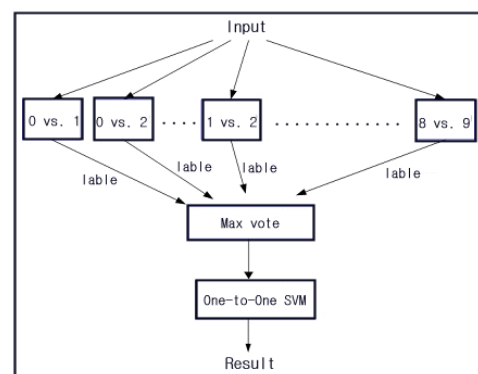 Input
0 vs. 1 0 vs. 2 .... 1 vs. 2 ............. 8 vs. 9
lable lable lable lable
Max vote
One-to-One SVM
Result